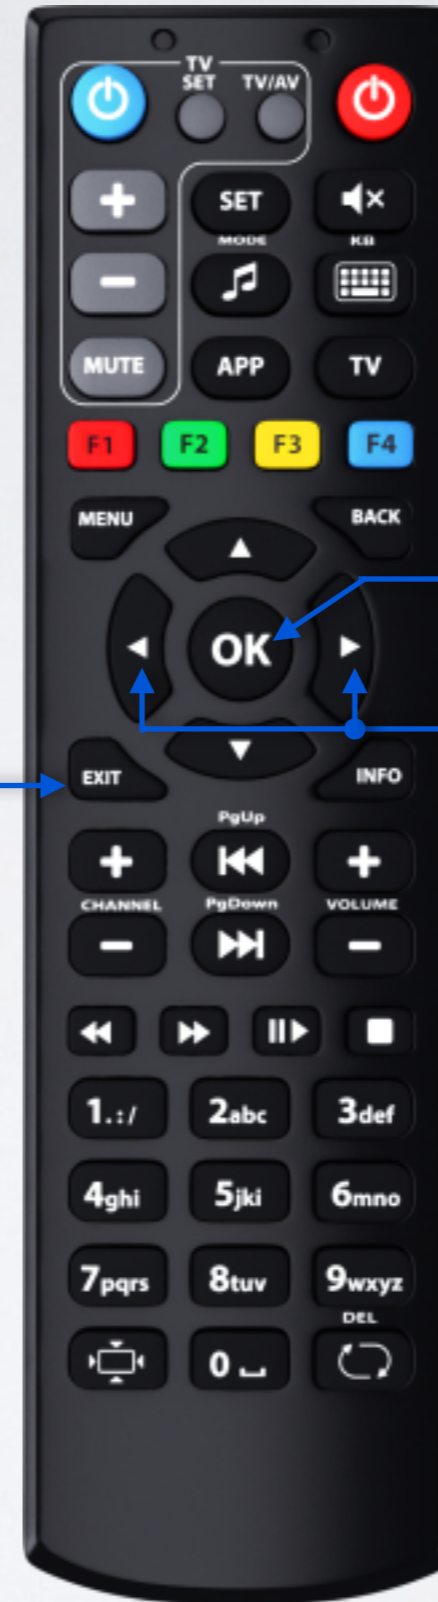 TV
SET TV/AV
SET
MODE KB
MUTE APP TV
F1 F2 F3 F4
MENU BACK
OK
EXIT INFO
PgUp
CHANNEL PgDown VOLUME
1.:/ 2abc 3def
4ghi 5jki 6mno
7pqrs 8tuv 9wxyz
DEL
0